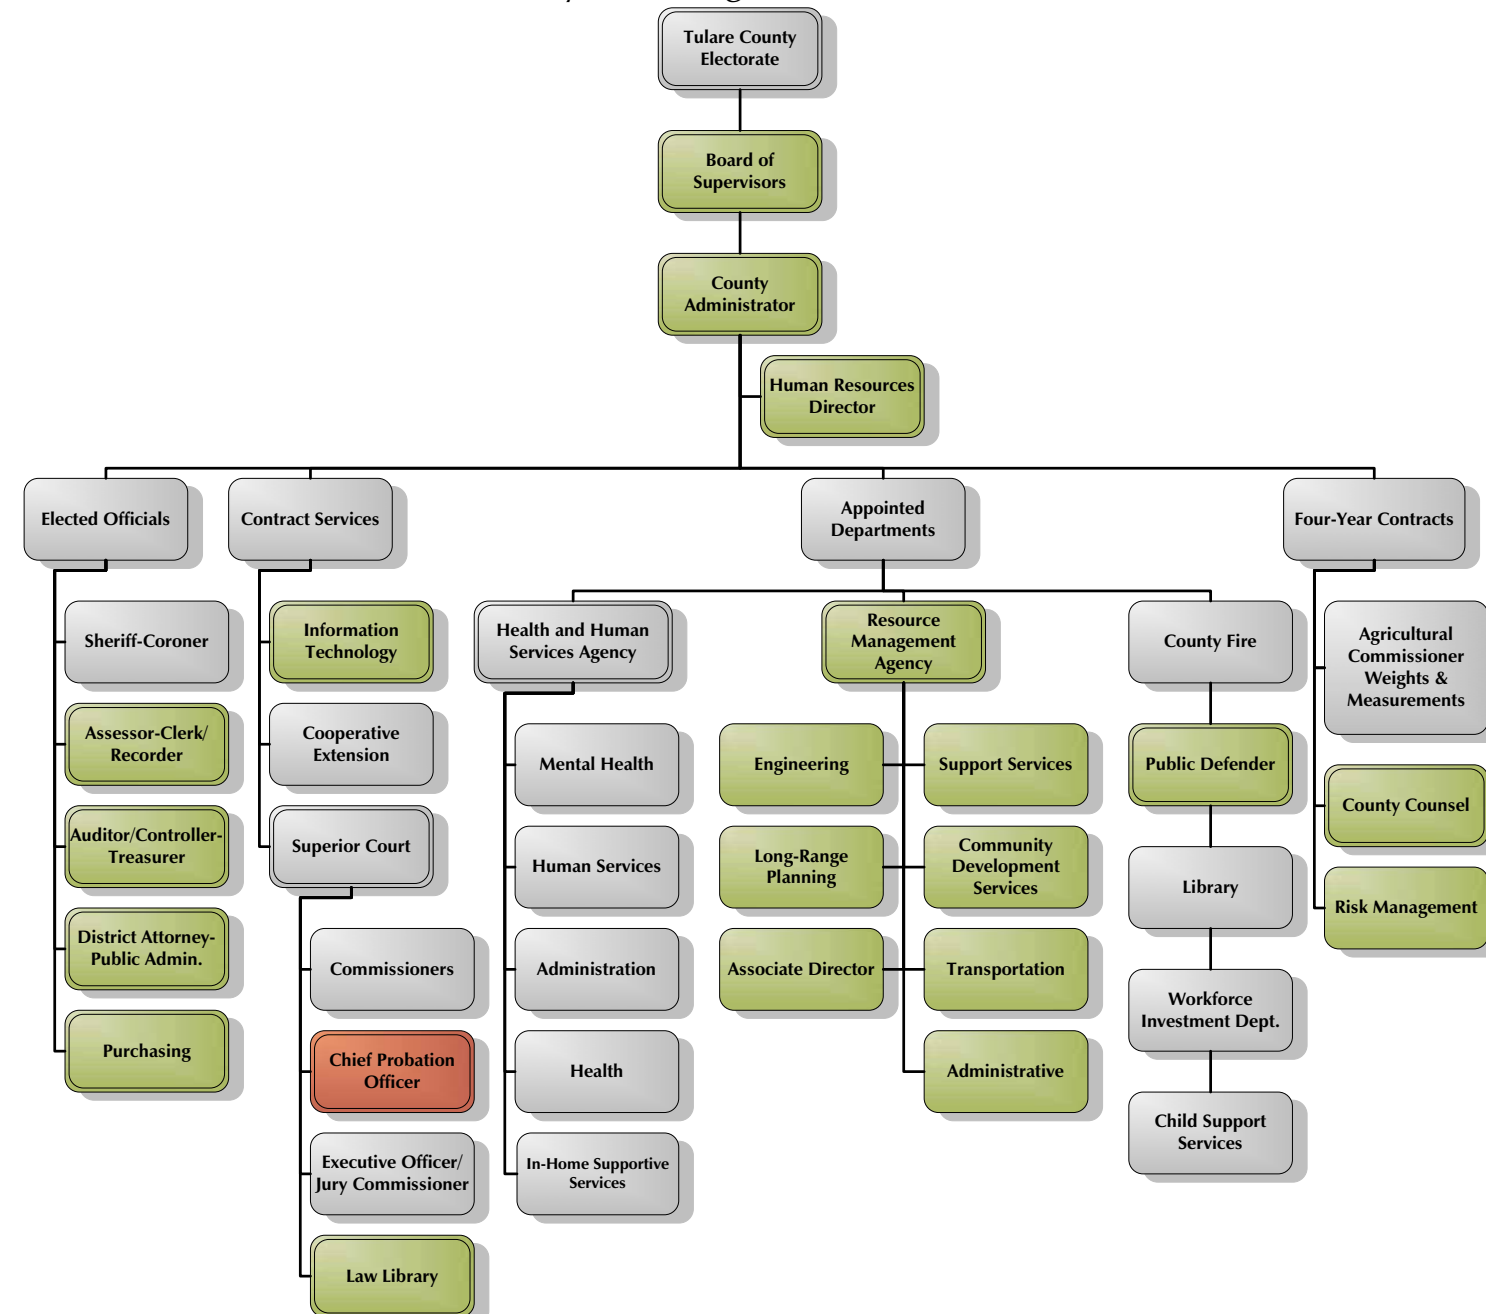 Tulare County
Electorate
Board of
Supervisors
County
Administrator
Human Resources
Director
Elected Officials
Contract Services
Appointed
Departments
Four-Year Contracts
Sheriff-Coroner
Assessor-Clerk/
Recorder
Auditor/Controller-
Treasurer
District Attorney-
Public Admin.
Purchasing
Information
Technology
Cooperative
Extension
Superior Court
Commissioners
Chief Probation
Officer
Executive Officer/
Jury Commissioner
Law Library
Health and Human
Services Agency
Mental Health
Human Services
Administration
Health
In-Home Supportive
Services
Resource
Management
Agency
Engineering
Support Services
Long-Range
Planning
Community
Development
Services
Associate Director
Transportation
Administrative
County Fire
Public Defender
Library
Workforce
Investment Dept.
Child Support
Services
Agricultural
Commissioner
Weights &
Measurements
County Counsel
Risk Management